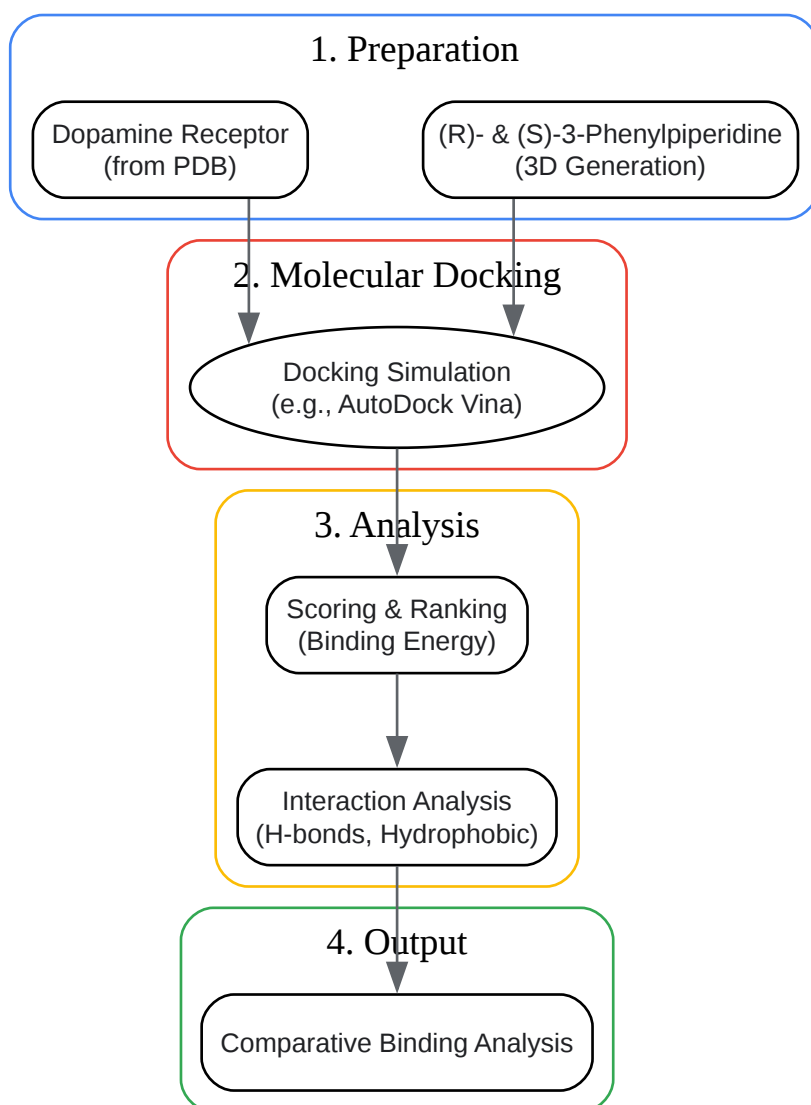 1. Preparation
Dopamine Receptor
(from PDB)
(R)- & (S)-3-Phenylpiperidine
(3D Generation)
2. Molecular Docking
Docking Simulation
(e.g., AutoDock Vina)
3. Analysis
Scoring & Ranking
(Binding Energy)
Interaction Analysis
(H-bonds, Hydrophobic)
4. Output
Comparative Binding Analysis